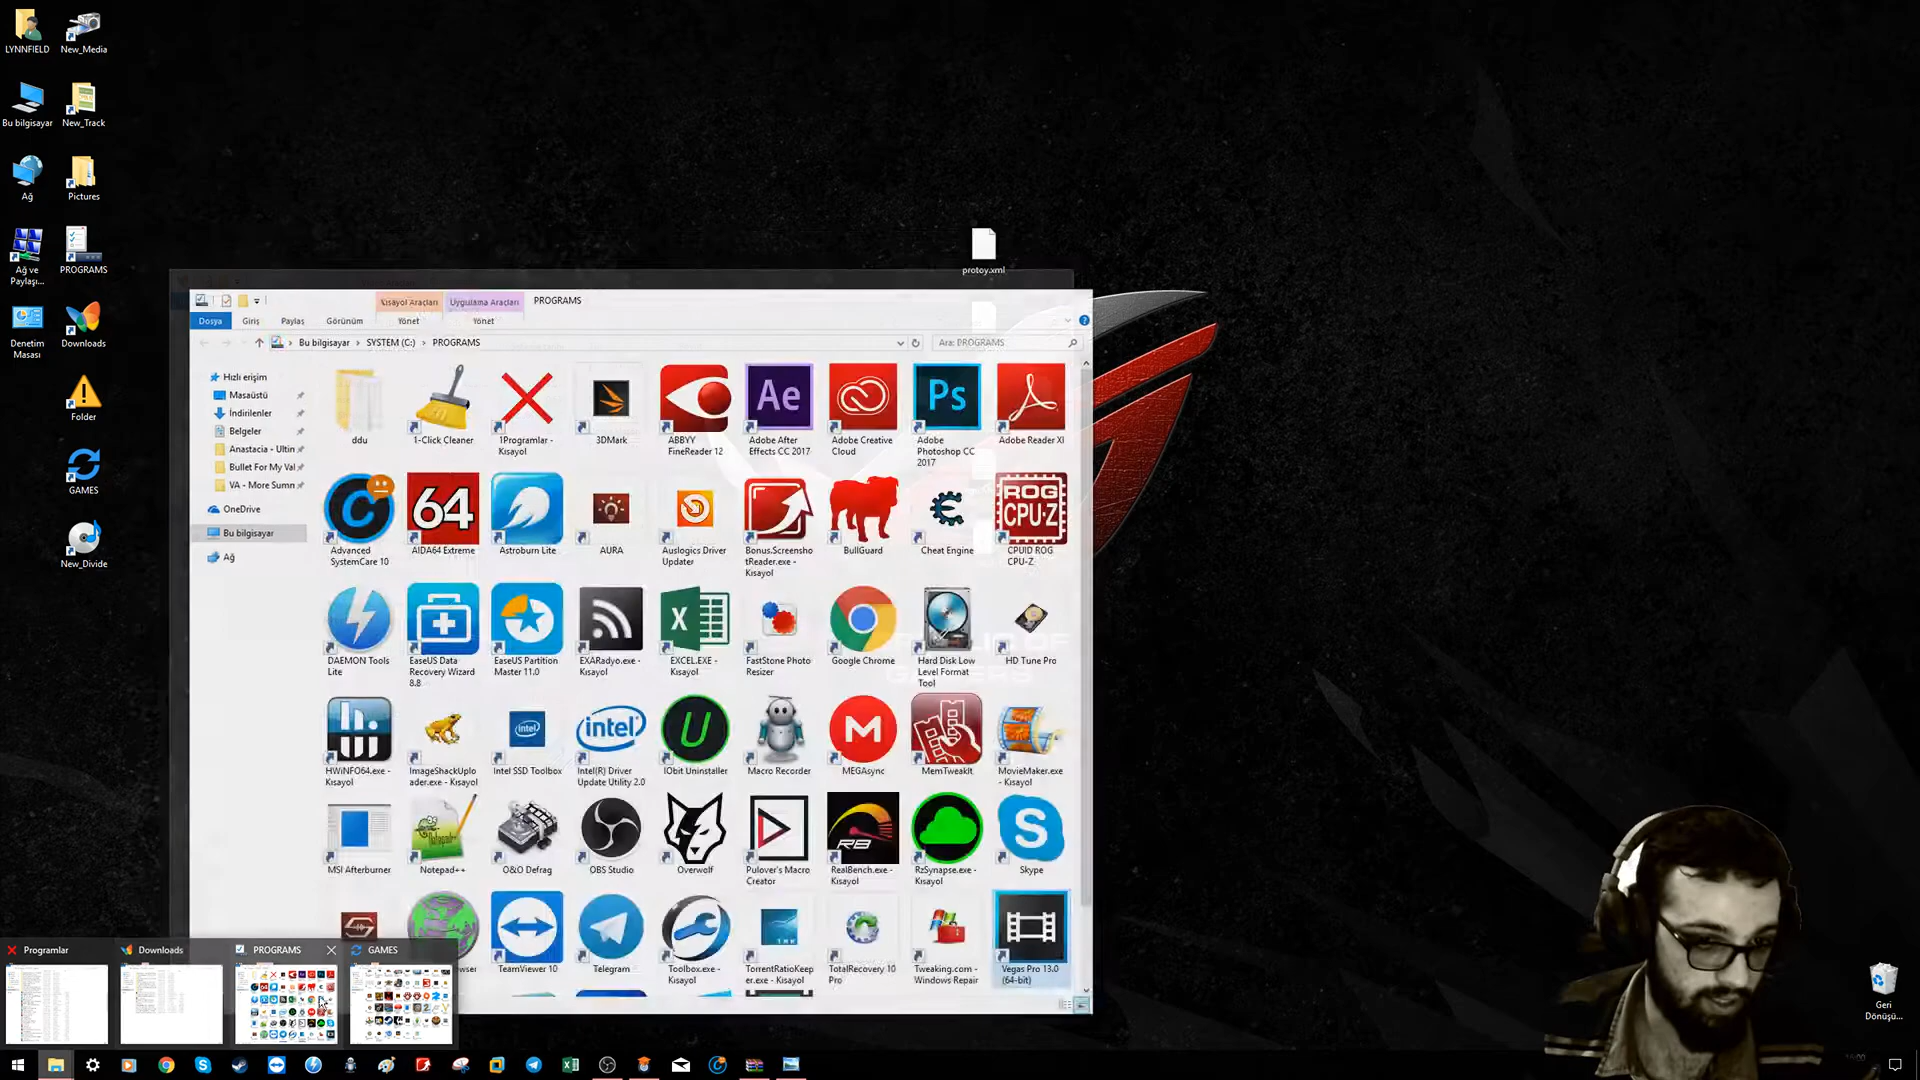 LYNNFIELD
New_Media
Bu bilgisayar
New_Track
Ağ
Pictures
Ağ ve
Paylaşı...
PROGRAMS
Denetim
Masası
Downloads
Folder
GAMES
New_Divide
protoy.xml
Kısayol Araçları
Uygulama Araçları
PROGRAMS
Dosya
Giriş
Paylaş
Görünüm
Yönet
Yönet
Bu bilgisayar
SYSTEM (C:)
PROGRAMS
Ara: PROGRAMS
Hızlı erişim
Masaüstü
İndirilenler
Belgeler
Anastacia - Ultin
Bullet For My Val
VA - More Sumn
OneDrive
Bu bilgisayar
Ağ
ddu
1-Click Cleaner
1Programlar -
Kısayol
3DMark
ABBYY
FineReader 12
Ae
Adobe After
Effects CC 2017
Adobe Creative
Cloud
Ps
Adobe
Photoshop CC
2017
Adobe Reader XI
Advanced
SystemCare 10
64
AIDA64 Extreme
Astroburn Lite
AURA
Auslogics Driver
Updater
Bonus.Screensho
tReader.exe -
Kısayol
BullGuard
Cheat Engine
ROG
CPU-Z
CPUID ROG
CPU-Z
DAEMON Tools
Lite
EaseUS Data
Recovery Wizard
8.8
EaseUS Partition
Master 11.0
EXARadyo.exe -
Kısayol
EXCEL.EXE -
Kısayol
FastStone Photo
Resizer
Google Chrome
Hard Disk Low
Level Format
Tool
HD Tune Pro
HWiNFO64.exe -
Kısayol
ImageShackUplo
ader.exe - Kısayol
intel
Intel SSD Toolbox
intel
Intel(R) Driver
Update Utility 2.0
IObit Uninstaller
Macro Recorder
MEGAsync
MemTweakIt
MovieMaker.exe
- Kısayol
MSI Afterburner
Notepad++
O&O Defrag
OBS Studio
Overwolf
Pulover's Macro
Creator
RB
RealBench.exe -
Kısayol
RzSynapse.exe -
Kısayol
Skype
TeamViewer 10
Telegram
Toolbox.exe -
Kısayol
TorrentRatioKeep
er.exe - Kısayol
TotalRecovery 10
Pro
Tweaking.com -
Windows Repair
Vegas Pro 13.0
(64-bit)
Programlar
Downloads
PROGRAMS
GAMES
Geri
Dönüşü...